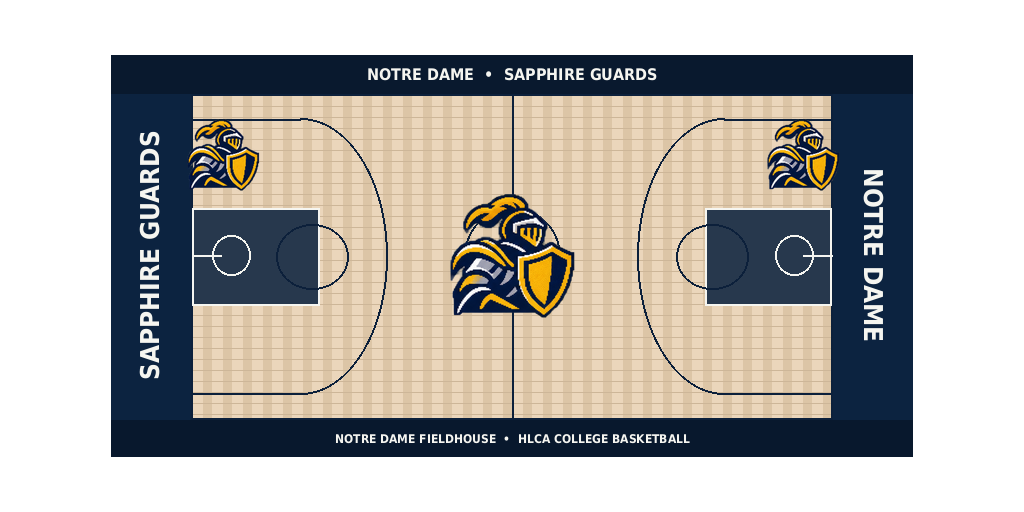 NOTRE DAME • SAPPHIRE GUARDS
SAPPHIRE GUARDS
NOTRE DAME
NOTRE DAME FIELDHOUSE • HLCA COLLEGE BASKETBALL